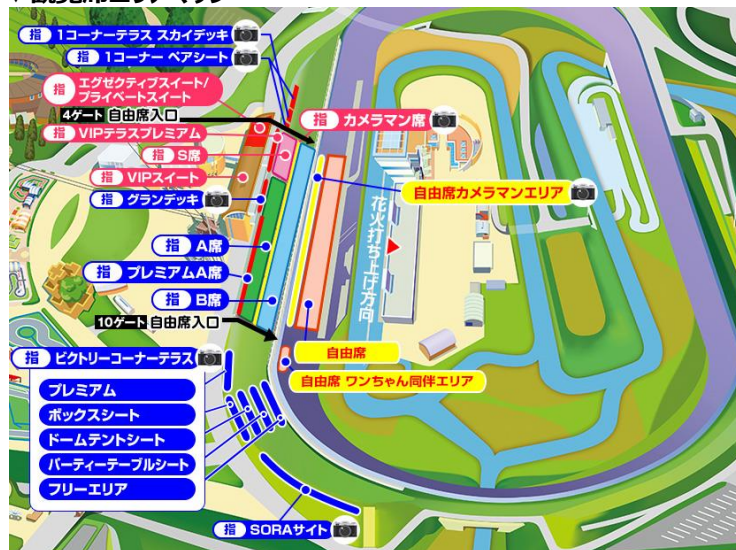 指 1コーナーテラス スカイデッキ
指 1コーナー ペアシート
指 エグゼクティブスイート/
プライベートスイート
4ゲート 自由席入口
指 VIPテラスプレミアム
指 カメラマン席
指 S席
指 VIPスイート
自由席カメラマンエリア
指 グランデッキ
花火打ち上げ方向
指 A席
指 プレミアムA席
指 B席
10ゲート 自由席入口
自由席
指 ビクトリーコーナーテラス
自由席 ワンちゃん同伴エリア
プレミアム
ボックスシート
ドームテントシート
パーティーテーブルシート
フリーエリア
指 SORAサイト